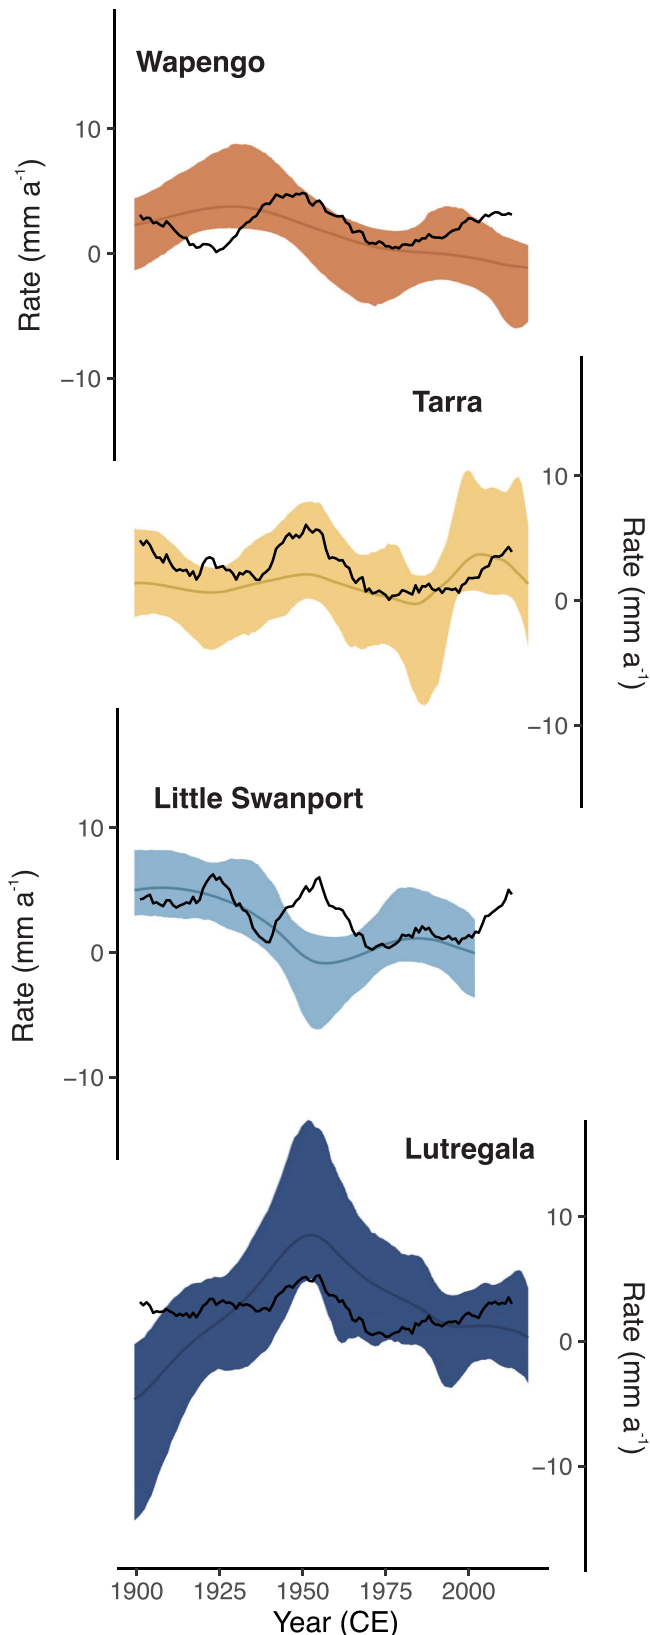 Wapengo
10
0
−10
Rate (mm a-1)
Tarra
10
0
−10
Rate (mm a-1)
Little Swanport
10
0
−10
Rate (mm a-1)
Lutregala
10
0
−10
Rate (mm a-1)
1900 1925 1950 1975 2000
Year (CE)